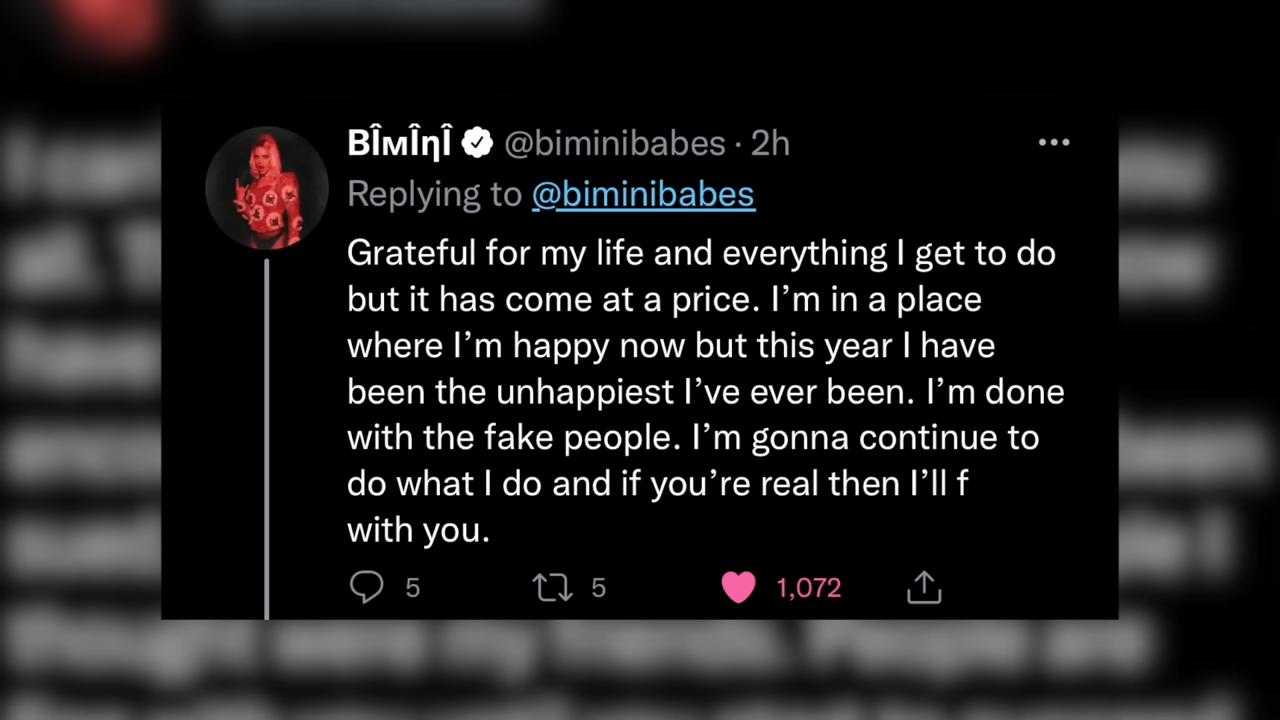 BÎMÎηÎ @biminibabes · 2h
Replying to @biminibabes
Grateful for my life and everything I get to do
but it has come at a price. I’m in a place
where I’m happy now but this year I have
been the unhappiest I’ve ever been. I’m done
with the fake people. I’m gonna continue to
do what I do and if you’re real then I’ll f
with you.
5 5 1,072